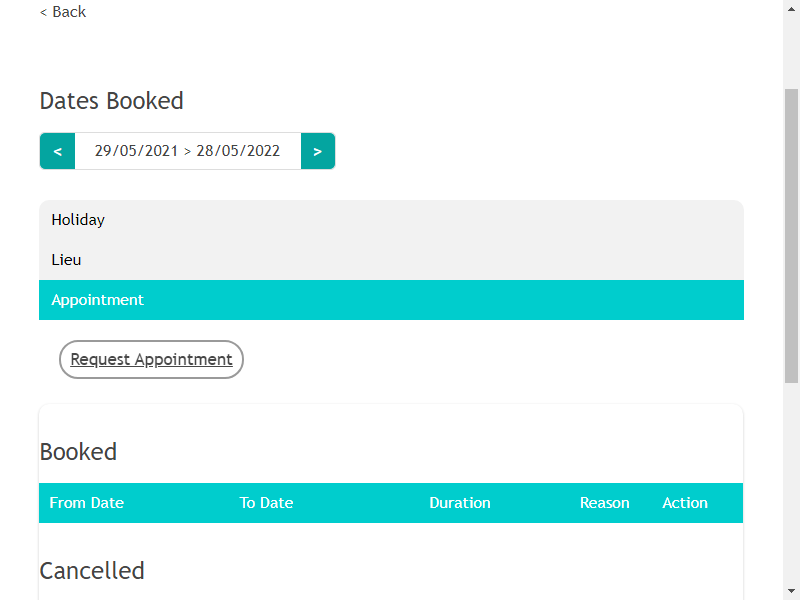 < Back
Dates Booked
< 29/05/2021 > 28/05/2022 >
Holiday
Lieu
Appointment
Request Appointment
Booked
From Date To Date Duration Reason Action
Cancelled